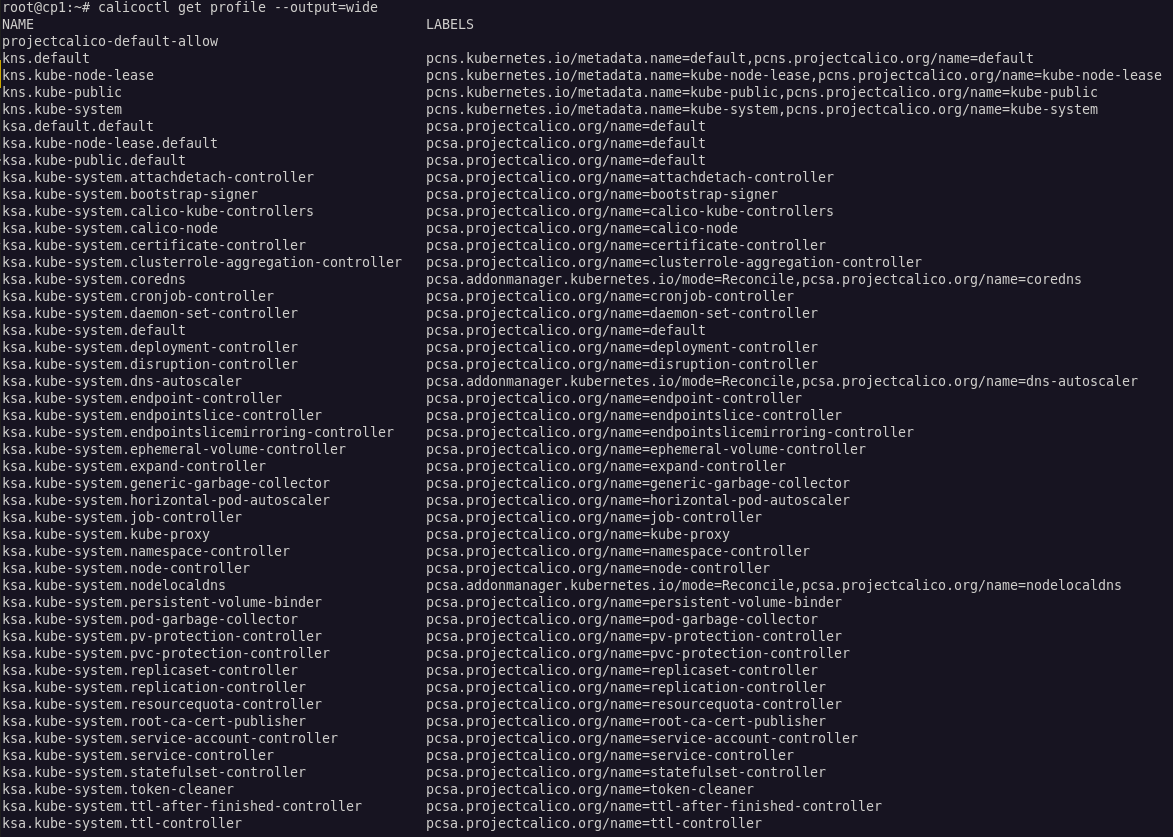 root@cp1:~# calicoctl get profile --output=wide
NAME LABELS
projectcalico-default-allow
kns.default pcns.kubernetes.io/metadata.name=default,pcns.projectcalico.org/name=default
kns.kube-node-lease pcns.kubernetes.io/metadata.name=kube-node-lease,pcns.projectcalico.org/name=kube-node-lease
kns.kube-public pcns.kubernetes.io/metadata.name=kube-public,pcns.projectcalico.org/name=kube-public
kns.kube-system pcns.kubernetes.io/metadata.name=kube-system,pcns.projectcalico.org/name=kube-system
ksa.default.default pcsa.projectcalico.org/name=default
ksa.kube-node-lease.default pcsa.projectcalico.org/name=default
ksa.kube-public.default pcsa.projectcalico.org/name=default
ksa.kube-system.attachdetach-controller pcsa.projectcalico.org/name=attachdetach-controller
ksa.kube-system.bootstrap-signer pcsa.projectcalico.org/name=bootstrap-signer
ksa.kube-system.calico-kube-controllers pcsa.projectcalico.org/name=calico-kube-controllers
ksa.kube-system.calico-node pcsa.projectcalico.org/name=calico-node
ksa.kube-system.certificate-controller pcsa.projectcalico.org/name=certificate-controller
ksa.kube-system.clusterrole-aggregation-controller pcsa.projectcalico.org/name=clusterrole-aggregation-controller
ksa.kube-system.coredns pcsa.addonmanager.kubernetes.io/mode=Reconcile,pcsa.projectcalico.org/name=coredns
ksa.kube-system.cronjob-controller pcsa.projectcalico.org/name=cronjob-controller
ksa.kube-system.daemon-set-controller pcsa.projectcalico.org/name=daemon-set-controller
ksa.kube-system.default pcsa.projectcalico.org/name=default
ksa.kube-system.deployment-controller pcsa.projectcalico.org/name=deployment-controller
ksa.kube-system.disruption-controller pcsa.projectcalico.org/name=disruption-controller
ksa.kube-system.dns-autoscaler pcsa.addonmanager.kubernetes.io/mode=Reconcile,pcsa.projectcalico.org/name=dns-autoscaler
ksa.kube-system.endpoint-controller pcsa.projectcalico.org/name=endpoint-controller
ksa.kube-system.endpointslice-controller pcsa.projectcalico.org/name=endpointslice-controller
ksa.kube-system.endpointslicemirroring-controller pcsa.projectcalico.org/name=endpointslicemirroring-controller
ksa.kube-system.ephemeral-volume-controller pcsa.projectcalico.org/name=ephemeral-volume-controller
ksa.kube-system.expand-controller pcsa.projectcalico.org/name=expand-controller
ksa.kube-system.generic-garbage-collector pcsa.projectcalico.org/name=generic-garbage-collector
ksa.kube-system.horizontal-pod-autoscaler pcsa.projectcalico.org/name=horizontal-pod-autoscaler
ksa.kube-system.job-controller pcsa.projectcalico.org/name=job-controller
ksa.kube-system.kube-proxy pcsa.projectcalico.org/name=kube-proxy
ksa.kube-system.namespace-controller pcsa.projectcalico.org/name=namespace-controller
ksa.kube-system.node-controller pcsa.projectcalico.org/name=node-controller
ksa.kube-system.nodelocaldns pcsa.addonmanager.kubernetes.io/mode=Reconcile,pcsa.projectcalico.org/name=nodelocaldns
ksa.kube-system.persistent-volume-binder pcsa.projectcalico.org/name=persistent-volume-binder
ksa.kube-system.pod-garbage-collector pcsa.projectcalico.org/name=pod-garbage-collector
ksa.kube-system.pv-protection-controller pcsa.projectcalico.org/name=pv-protection-controller
ksa.kube-system.pvc-protection-controller pcsa.projectcalico.org/name=pvc-protection-controller
ksa.kube-system.replicaset-controller pcsa.projectcalico.org/name=replicaset-controller
ksa.kube-system.replication-controller pcsa.projectcalico.org/name=replication-controller
ksa.kube-system.resourcequota-controller pcsa.projectcalico.org/name=resourcequota-controller
ksa.kube-system.root-ca-cert-publisher pcsa.projectcalico.org/name=root-ca-cert-publisher
ksa.kube-system.service-account-controller pcsa.projectcalico.org/name=service-account-controller
ksa.kube-system.service-controller pcsa.projectcalico.org/name=service-controller
ksa.kube-system.statefulset-controller pcsa.projectcalico.org/name=statefulset-controller
ksa.kube-system.token-cleaner pcsa.projectcalico.org/name=token-cleaner
ksa.kube-system.ttl-after-finished-controller pcsa.projectcalico.org/name=ttl-after-finished-controller
ksa.kube-system.ttl-controller pcsa.projectcalico.org/name=ttl-controller